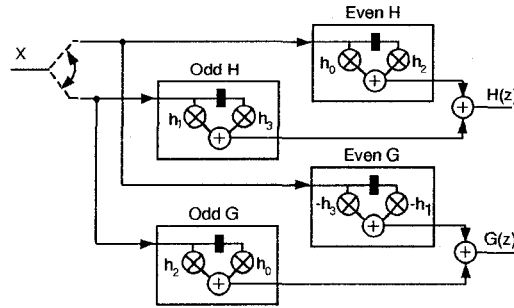 Even H
X
h0
h2
Odd H
H(z)
h1
h3
Even G
-h3
-h1
Odd G
h2
h0
G(z)